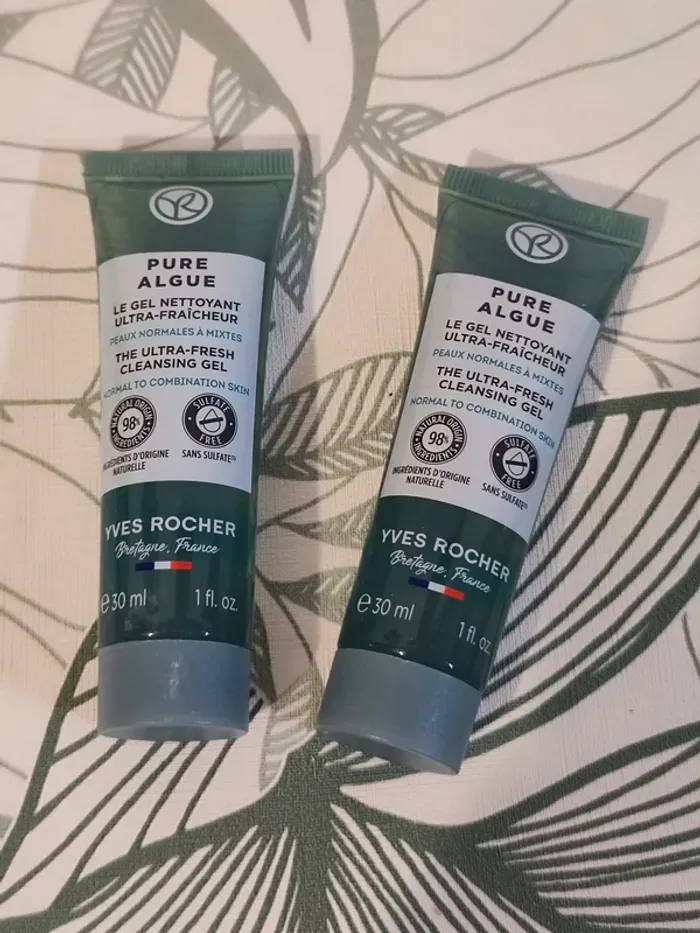 YR
PURE
ALGUE
LE GEL NETTOYANT
ULTRA-FRAÎCHEUR
PEAUX NORMALES À MIXTES
THE ULTRA-FRESH
CLEANSING GEL
NORMAL TO COMBINATION SKIN
NATURAL ORIGIN
98%
INGREDIENTS
INGRÉDIENTS D'ORIGINE
NATURELLE
SULFATE
FREE
SANS SULFATE(1)
YVES ROCHER
Bretagne, France
e 30 ml 1 fl. oz.
YR
PURE
ALGUE
LE GEL NETTOYANT
ULTRA-FRAÎCHEUR
PEAUX NORMALES À MIXTES
THE ULTRA-FRESH
CLEANSING GEL
NORMAL TO COMBINATION SKIN
NATURAL ORIGIN
98%
INGREDIENTS
INGRÉDIENTS D'ORIGINE
NATURELLE
SULFATE
FREE
SANS SULFATE(1)
YVES ROCHER
Bretagne, France
e 30 ml 1 fl. oz.